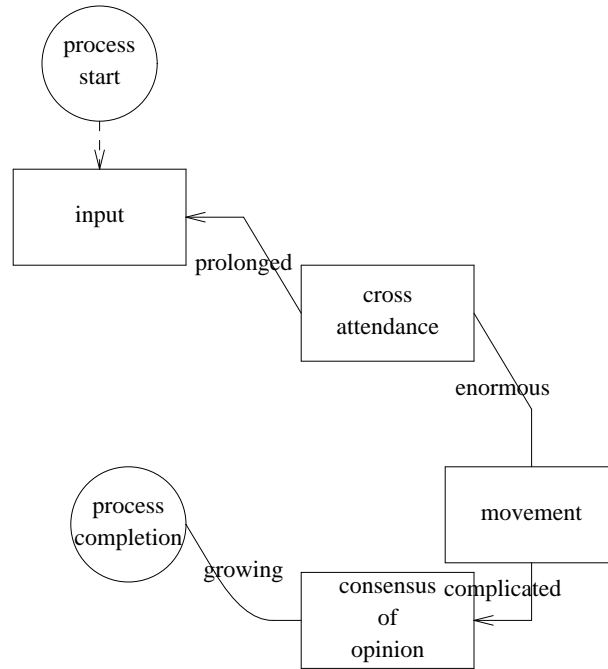 process
start
input
prolonged
cross
attendance
enormous
movement
process
completion
growing
complicated
consensus
of
opinion